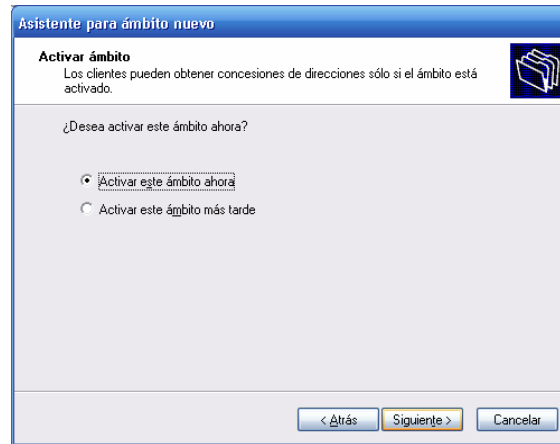 Asistente para ámbito nuevo
Activar ámbito
Los clientes pueden obtener concesiones de direcciones sólo si el ámbito está
activado.
¿Desea activar este ámbito ahora?
Activar este ámbito ahora
Activar este ámbito más tarde
< Atrás Siguiente > Cancelar